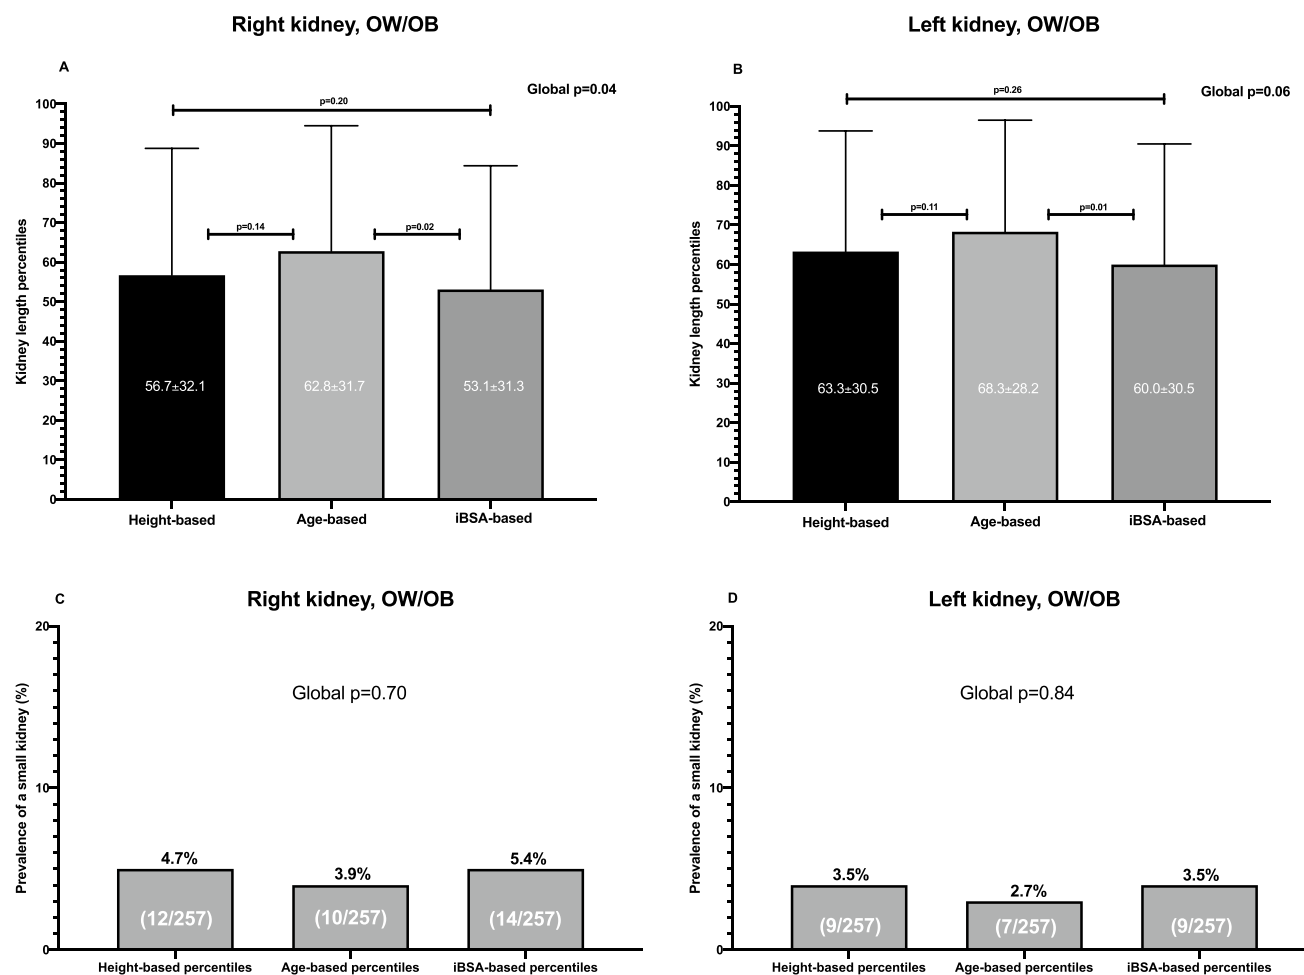 Right kidney, OW/OB
A
Global p=0.04
p=0.20
p=0.14
p=0.02
Kidney length percentiles
100
90
80
70
60
50
40
30
20
10
0
56.7±32.1
62.8±31.7
53.1±31.3
Height-based
Age-based
iBSA-based
Left kidney, OW/OB
B
Global p=0.06
p=0.26
p=0.11
p=0.01
Kidney length percentiles
100
90
80
70
60
50
40
30
20
10
0
63.3±30.5
68.3±28.2
60.0±30.5
Height-based
Age-based
iBSA-based
C
Right kidney, OW/OB
Global p=0.70
Prevalence of a small kidney (%)
20
10
0
4.7%
3.9%
5.4%
(12/257)
(10/257)
(14/257)
Height-based percentiles
Age-based percentiles
iBSA-based percentiles
D
Left kidney, OW/OB
Global p=0.84
Prevalence of a small kidney (%)
20
10
0
3.5%
2.7%
3.5%
(9/257)
(7/257)
(9/257)
Height-based percentiles
Age-based percentiles
iBSA-based percentiles